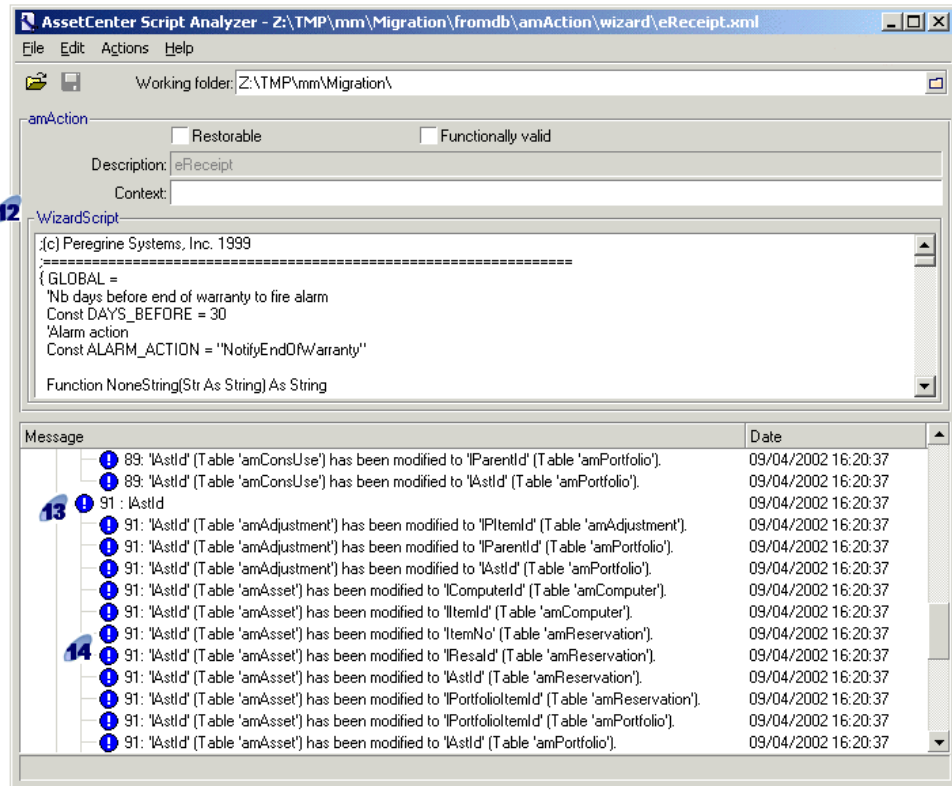 AssetCenter Script Analyzer - Z:\TMP\mm\Migration\fromdb\amAction\wizard\eReceipt.xml
File Edit Actions Help
Working folder: Z:\TMP\mm\Migration\
amAction
Restorable Functionally valid
Description: eReceipt
Context:
12
WizardScript
;(c) Peregrine Systems, Inc. 1999
;=================================================================
{ GLOBAL =
'Nb days before end of warranty to fire alarm
Const DAYS_BEFORE = 30
'Alarm action
Const ALARM_ACTION = "NotifyEndOfWarranty"
Function NoneString(Str As String) As String
Message Date
89: 'lAstId' (Table 'amConsUse') has been modified to 'lParentId' (Table 'amPortfolio'). 09/04/2002 16:20:37
89: 'lAstId' (Table 'amConsUse') has been modified to 'lAstId' (Table 'amPortfolio'). 09/04/2002 16:20:37
13 91 : lAstId
91: 'lAstId' (Table 'amAdjustment') has been modified to 'lPItemId' (Table 'amAdjustment'). 09/04/2002 16:20:37
91: 'lAstId' (Table 'amAdjustment') has been modified to 'lParentId' (Table 'amPortfolio'). 09/04/2002 16:20:37
91: 'lAstId' (Table 'amAdjustment') has been modified to 'lAstId' (Table 'amPortfolio'). 09/04/2002 16:20:37
91: 'lAstId' (Table 'amAsset') has been modified to 'lComputerId' (Table 'amComputer'). 09/04/2002 16:20:37
91: 'lAstId' (Table 'amAsset') has been modified to 'lItemId' (Table 'amComputer'). 09/04/2002 16:20:37
91: 'lAstId' (Table 'amAsset') has been modified to 'ItemNo' (Table 'amReservation'). 09/04/2002 16:20:37
14 91: 'lAstId' (Table 'amAsset') has been modified to 'lResaId' (Table 'amReservation'). 09/04/2002 16:20:37
91: 'lAstId' (Table 'amAsset') has been modified to 'lAstId' (Table 'amReservation'). 09/04/2002 16:20:37
91: 'lAstId' (Table 'amAsset') has been modified to 'lPortfolioItemId' (Table 'amReservation'). 09/04/2002 16:20:37
91: 'lAstId' (Table 'amAsset') has been modified to 'lPortfolioItemId' (Table 'amPortfolio'). 09/04/2002 16:20:37
91: 'lAstId' (Table 'amAsset') has been modified to 'lAstId' (Table 'amPortfolio'). 09/04/2002 16:20:37